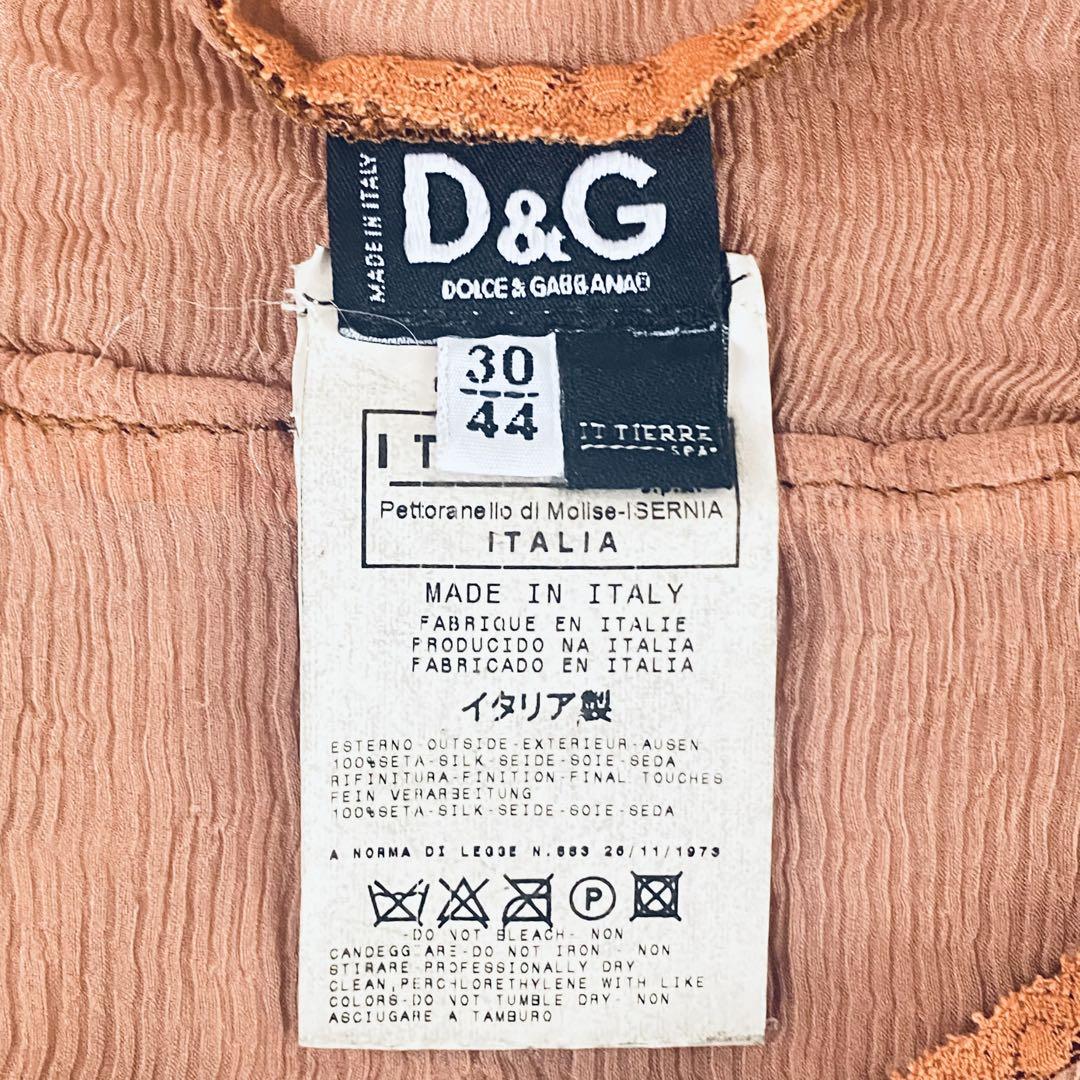 MADE IN ITALY
D&G
DOLCE & GABBANA
30
44
IT TIERRE
SPA
I T
Pettoranello di Molise-ISERNIA
ITALIA
MADE IN ITALY
FABRIQUE EN ITALIE
PRODUCIDO NA ITALIA
FABRICADO EN ITALIA
イタリア製
ESTERNO-OUTSIDE-EXTERIEUR-AUSEN
100%SETA-SILK-SEIDE-SOIE-SEDA
RIFINITURA-FINITION-FINAL TOUCHES
FEIN VERARBEITUNG
100%SETA-SILK-SEIDE-SOIE-SEDA
A NORMA DI LEGGE N.883 26/11/1973
P
-DO NOT BLEACH- NON
CANDEGGIARE-DO NOT IRON - NON
STIRARE-PROFESSIONALLY DRY
CLEAN,PERCHLORETHYLENE WITH LIKE
COLORS-DO NOT TUMBLE DRY- NON
ASCIUGARE A TAMBURO